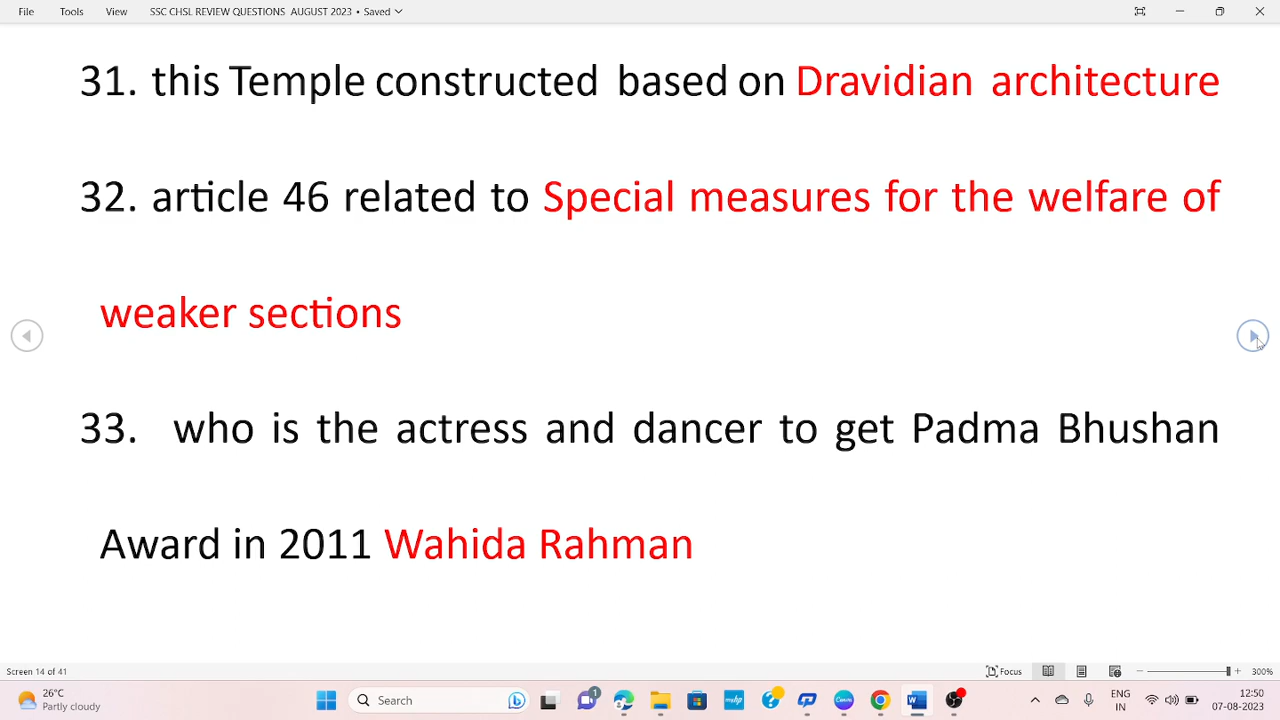 File Tools View SSC CHSL REVIEW QUESTIONS AUGUST 2023 • Saved
31. this Temple constructed based on Dravidian architecture
32. article 46 related to Special measures for the welfare of
weaker sections
33. who is the actress and dancer to get Padma Bhushan
Award in 2011 Wahida Rahman
Screen 14 of 41 Focus 300%
26°C
Partly cloudy
Search
1
myhp
Canva
ENG
IN
12:50
07-08-2023